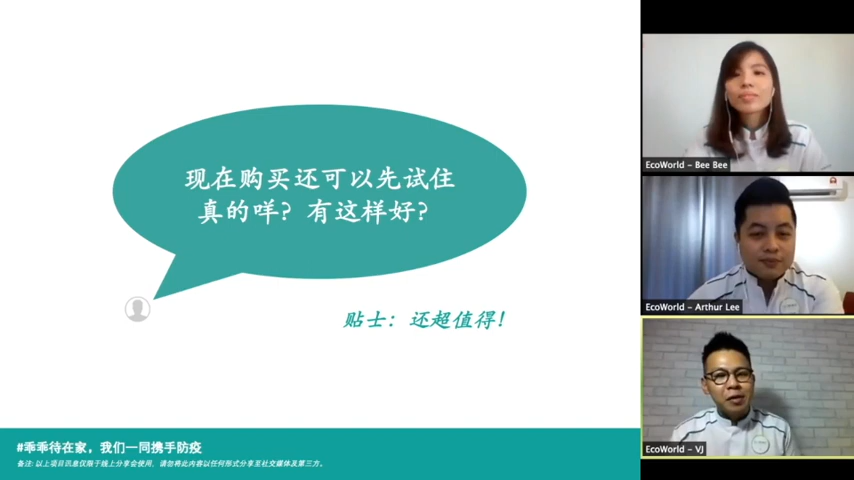 现在购买还可以先试住
真的咩？有这样好？
贴士：还超值得！
#乖乖待在家，我们一同携手防疫
备注: 以上项目讯息仅限于线上分享会使用，请勿将此内容以任何形式分享至社交媒体及第三方。
EcoWorld - Bee Bee
EcoWorld - Arthur Lee
EcoWorld - VJ